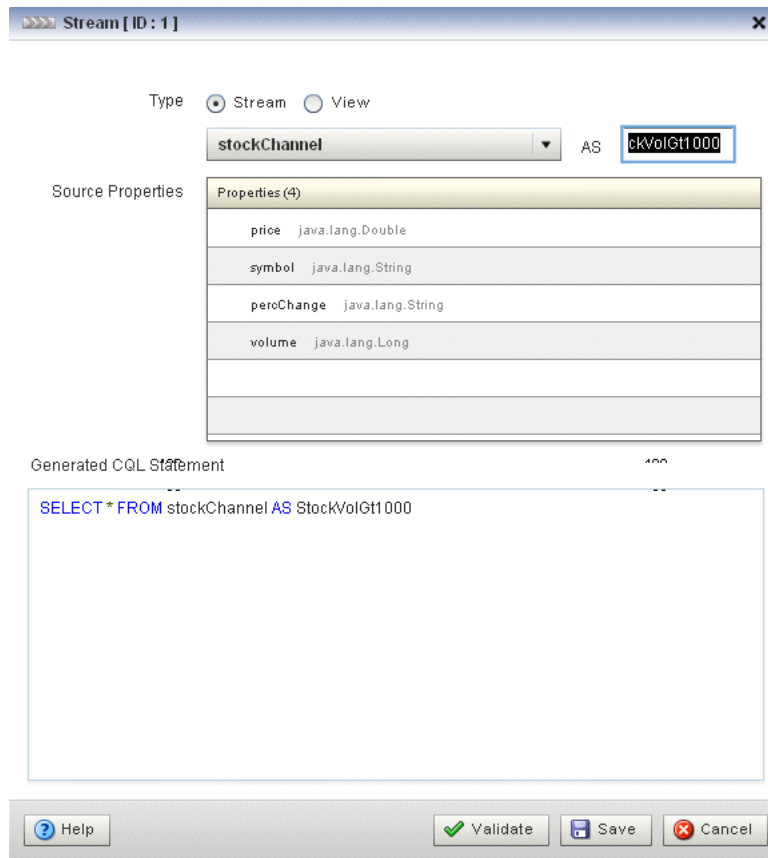 Stream [ ID : 1 ]
Type Stream View
stockChannel AS ckVolGt1000
Source Properties
Properties (4)
price java.lang.Double
symbol java.lang.String
percChange java.lang.String
volume java.lang.Long
Generated CQL Statement
SELECT * FROM stockChannel AS StockVolGt1000
Help Validate Save Cancel